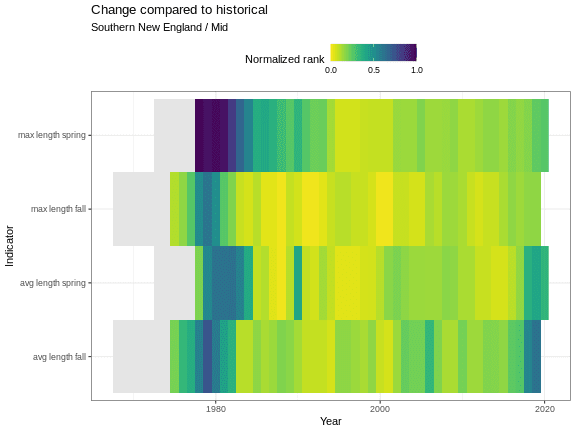 Change compared to historical
Southern New England / Mid
Normalized rank
0.0 0.5 1.0
max length spring
max length fall
avg length spring
avg length fall
Indicator
1980 2000 2020
Year